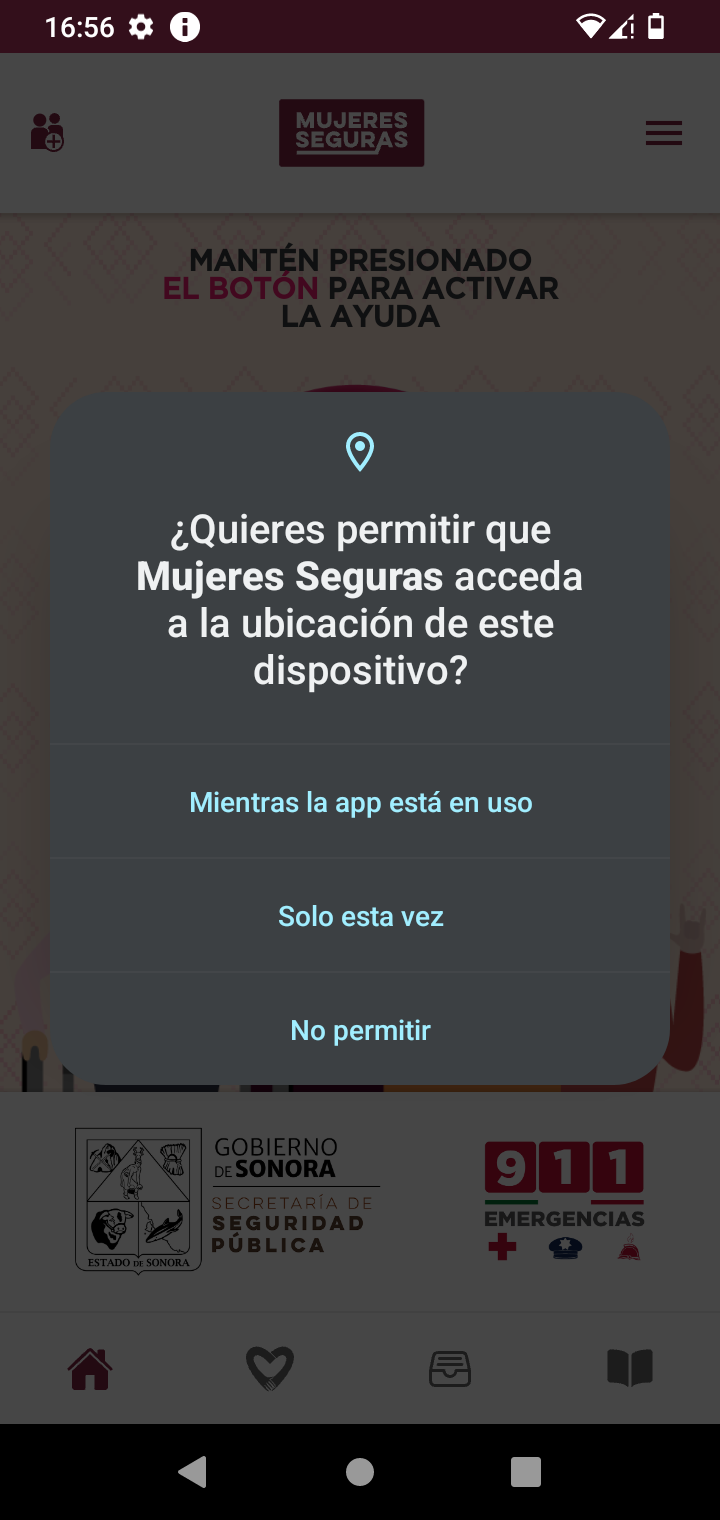 16:56
MUJERES
SEGURAS
MANTÉN PRESIONADO
EL BOTÓN PARA ACTIVAR
LA AYUDA
¿Quieres permitir que
Mujeres Seguras acceda
a la ubicación de este
dispositivo?
Mientras la app está en uso
Solo esta vez
No permitir
GOBIERNO
DE SONORA
SECRETARÍA DE
SEGURIDAD
PÚBLICA
ESTADO DE SONORA
911
EMERGENCIAS